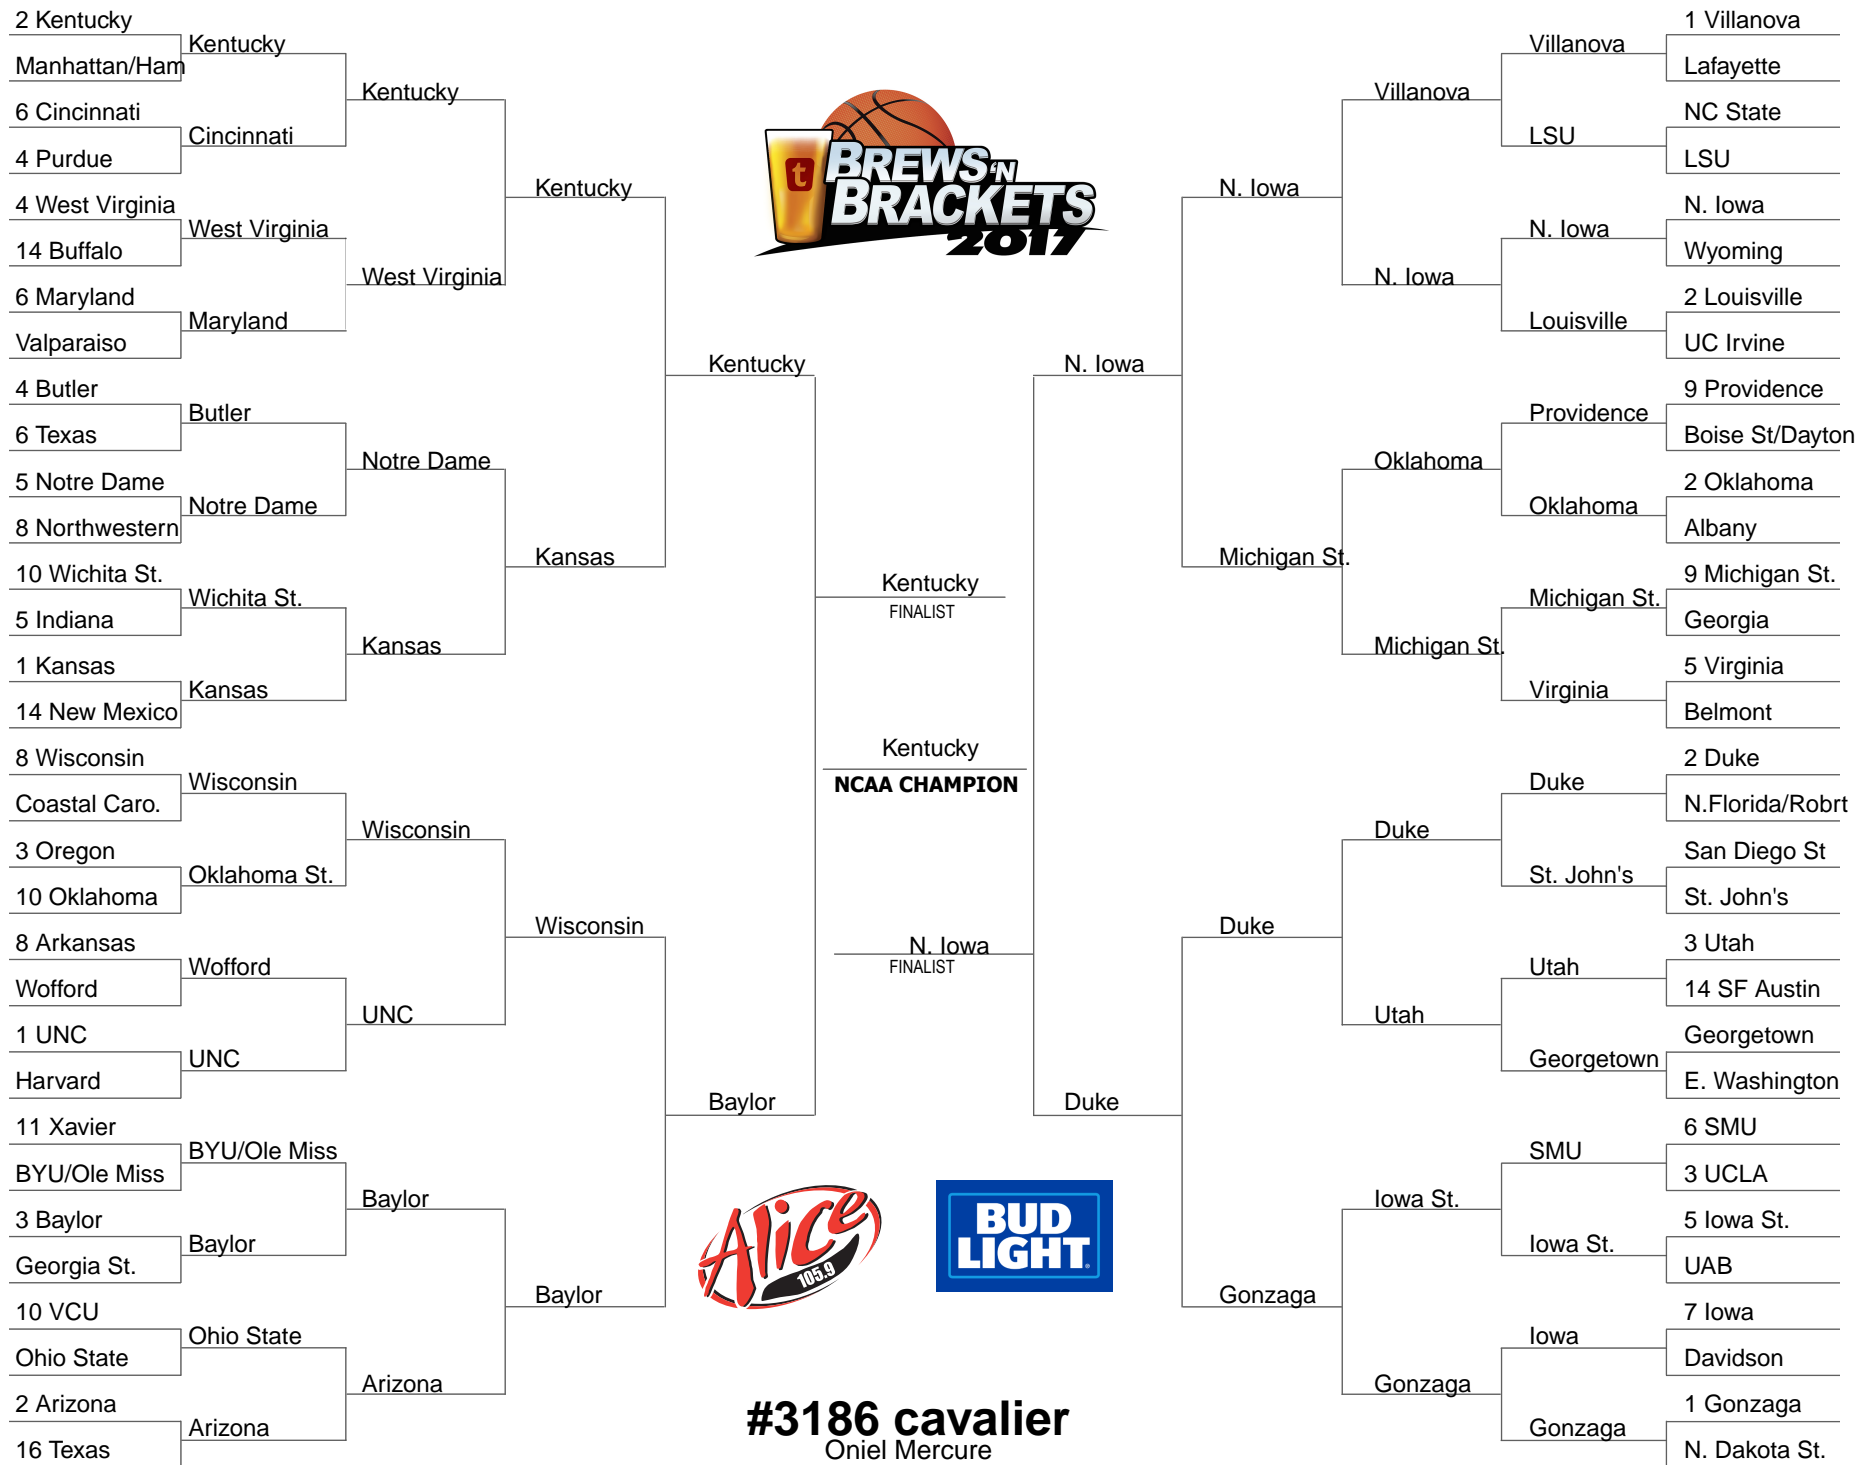 2 Kentucky
Manhattan/Ham
6 Cincinnati
4 Purdue
4 West Virginia
14 Buffalo
6 Maryland
Valparaiso
4 Butler
6 Texas
5 Notre Dame
8 Northwestern
10 Wichita St.
5 Indiana
1 Kansas
14 New Mexico
8 Wisconsin
Coastal Caro.
3 Oregon
10 Oklahoma
8 Arkansas
Wofford
1 UNC
Harvard
11 Xavier
BYU/Ole Miss
3 Baylor
Georgia St.
10 VCU
Ohio State
2 Arizona
16 Texas
Kentucky
Cincinnati
West Virginia
Maryland
Butler
Notre Dame
Wichita St.
Kansas
Wisconsin
Oklahoma St.
Wofford
UNC
BYU/Ole Miss
Baylor
Ohio State
Arizona
Kentucky
West Virginia
Notre Dame
Kansas
Wisconsin
UNC
Baylor
Arizona
Kentucky
Kansas
Wisconsin
Baylor
Kentucky
Baylor
t
BREWS 'N
BRACKETS
2017
Kentucky
FINALIST
Kentucky
NCAA CHAMPION
N. Iowa
FINALIST
Alice
105.9
BUD
LIGHT
#3186 cavalier
Oniel Mercure
N. Iowa
Duke
N. Iowa
Michigan St.
Duke
Gonzaga
Villanova
N. Iowa
Oklahoma
Michigan St.
Duke
Utah
Iowa St.
Gonzaga
Villanova
LSU
N. Iowa
Louisville
Providence
Oklahoma
Michigan St.
Virginia
Duke
St. John's
Utah
Georgetown
SMU
Iowa St.
Iowa
Gonzaga
1 Villanova
Lafayette
NC State
LSU
N. Iowa
Wyoming
2 Louisville
UC Irvine
9 Providence
Boise St/Dayton
2 Oklahoma
Albany
9 Michigan St.
Georgia
5 Virginia
Belmont
2 Duke
N.Florida/Robrt
San Diego St
St. John's
3 Utah
14 SF Austin
Georgetown
E. Washington
6 SMU
3 UCLA
5 Iowa St.
UAB
7 Iowa
Davidson
1 Gonzaga
N. Dakota St.